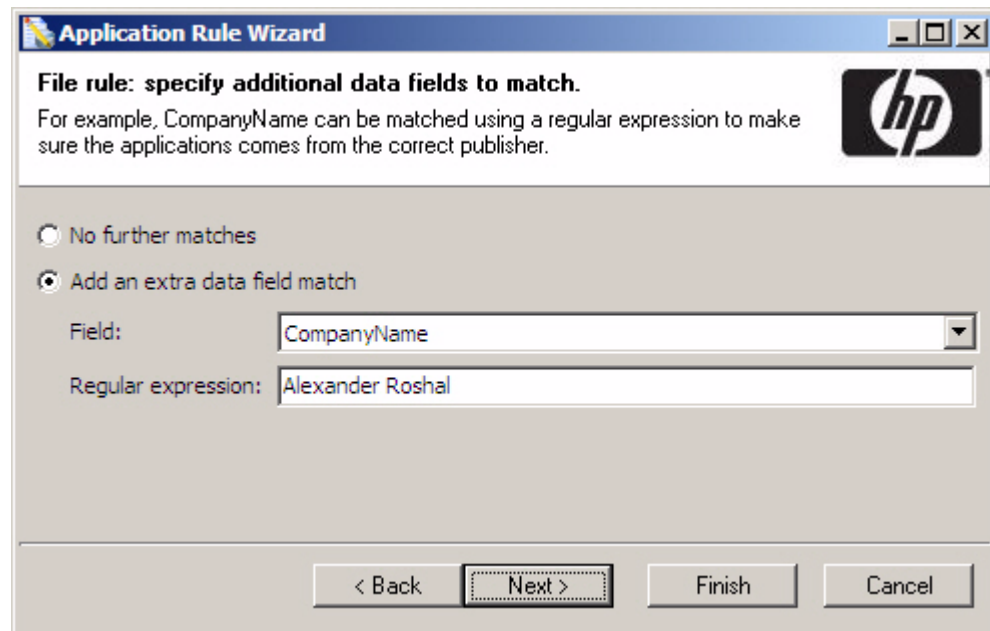 Application Rule Wizard
File rule: specify additional data fields to match.
For example, CompanyName can be matched using a regular expression to make
sure the applications comes from the correct publisher.
hp
No further matches
Add an extra data field match
Field:
CompanyName
Regular expression:
Alexander Roshal
< Back
Next >
Finish
Cancel